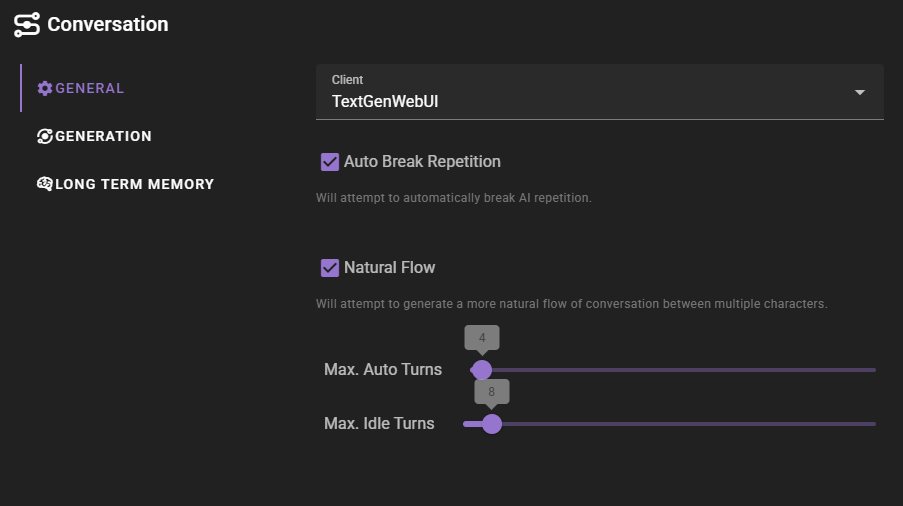 Conversation
GENERAL
GENERATION
LONG TERM MEMORY
Client
TextGenWebUI
Auto Break Repetition
Will attempt to automatically break AI repetition.
Natural Flow
Will attempt to generate a more natural flow of conversation between multiple characters.
4
Max. Auto Turns
8
Max. Idle Turns